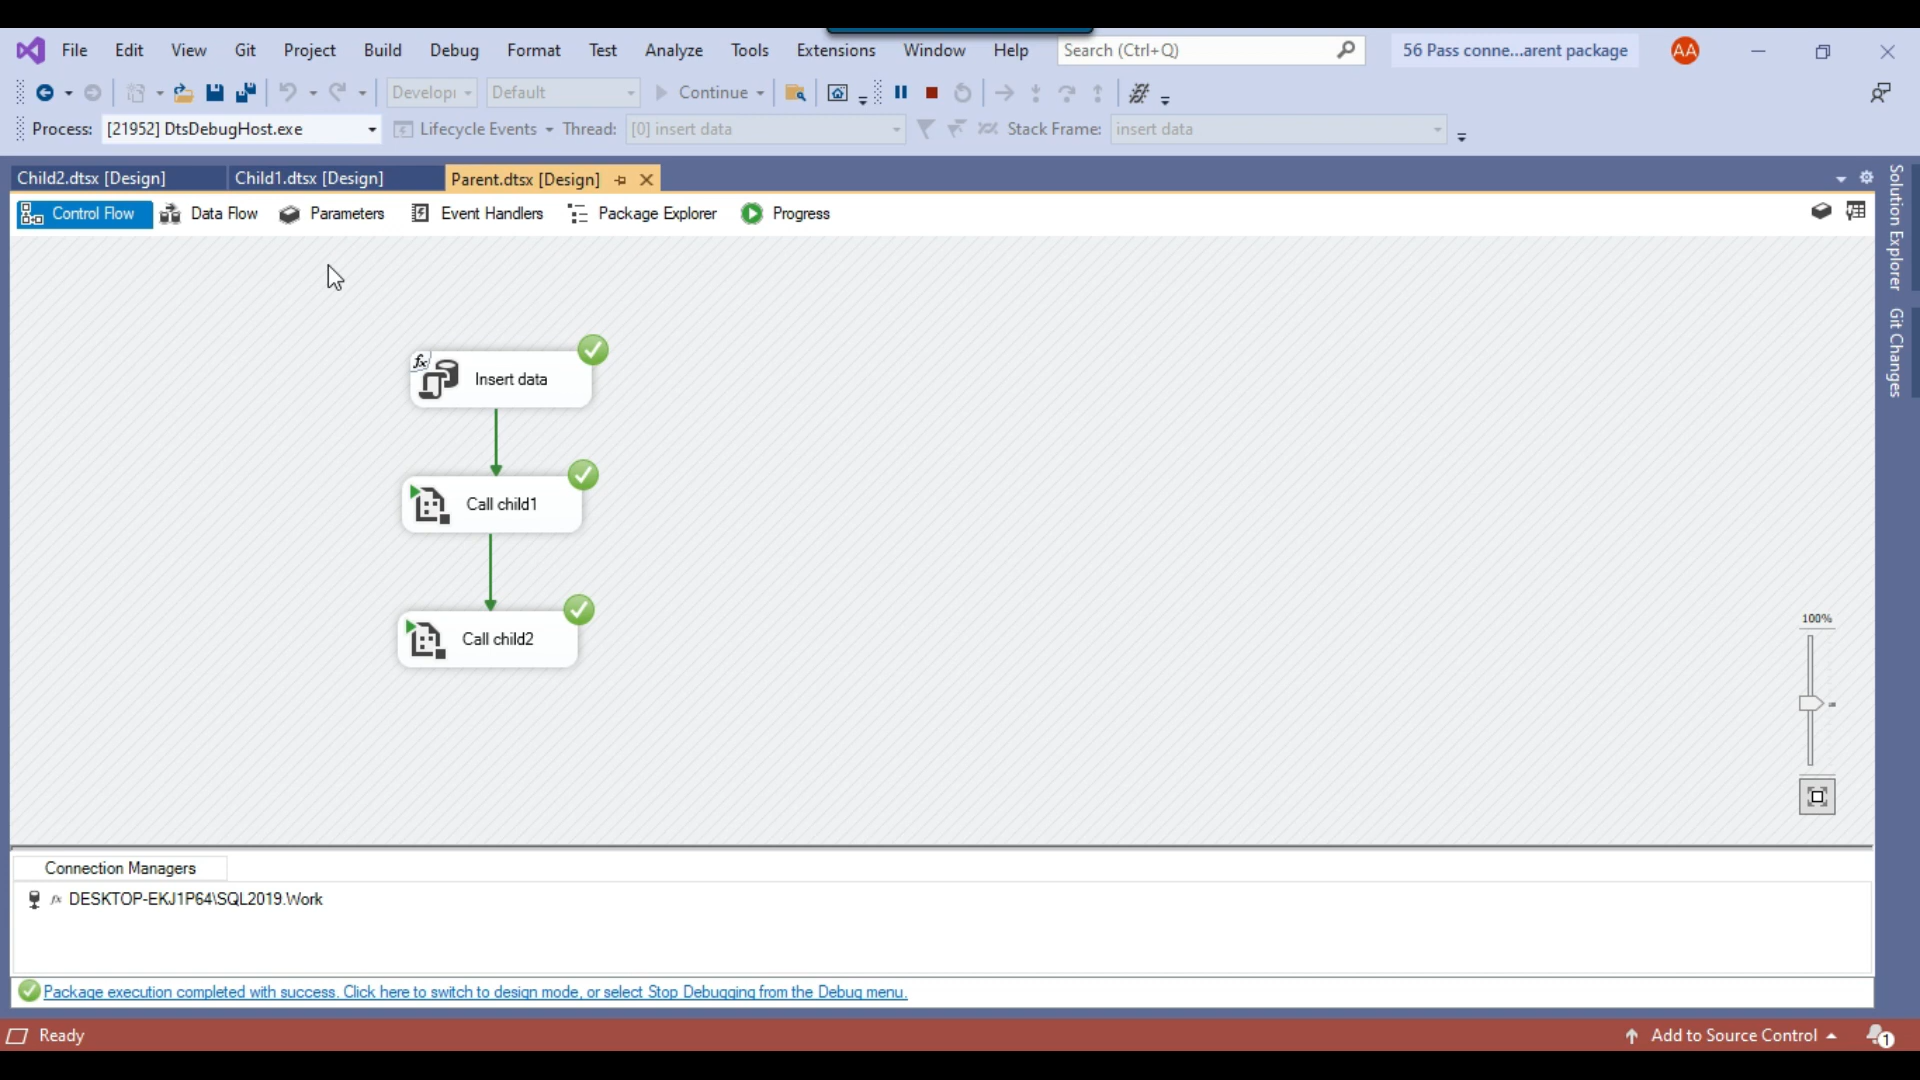 File Edit View Git Project Build Debug Format Test Analyze Tools Extensions Window Help Search (Ctrl+Q) 56 Pass conne...arent package AA
Develop Default Continue
Process: [21952] DtsDebugHost.exe Lifecycle Events Thread: [0] insert data Stack Frame: insert data
Child2.dtsx [Design] Child1.dtsx [Design] Parent.dtsx [Design]
Control Flow Data Flow Parameters Event Handlers Package Explorer Progress
Solution Explorer
Git Changes
fx Insert data
Call child1
Call child2
100%
Connection Managers
fx DESKTOP-EKJ1P64\SQL2019.Work
Package execution completed with success. Click here to switch to design mode, or select Stop Debugging from the Debug menu.
Ready Add to Source Control 1